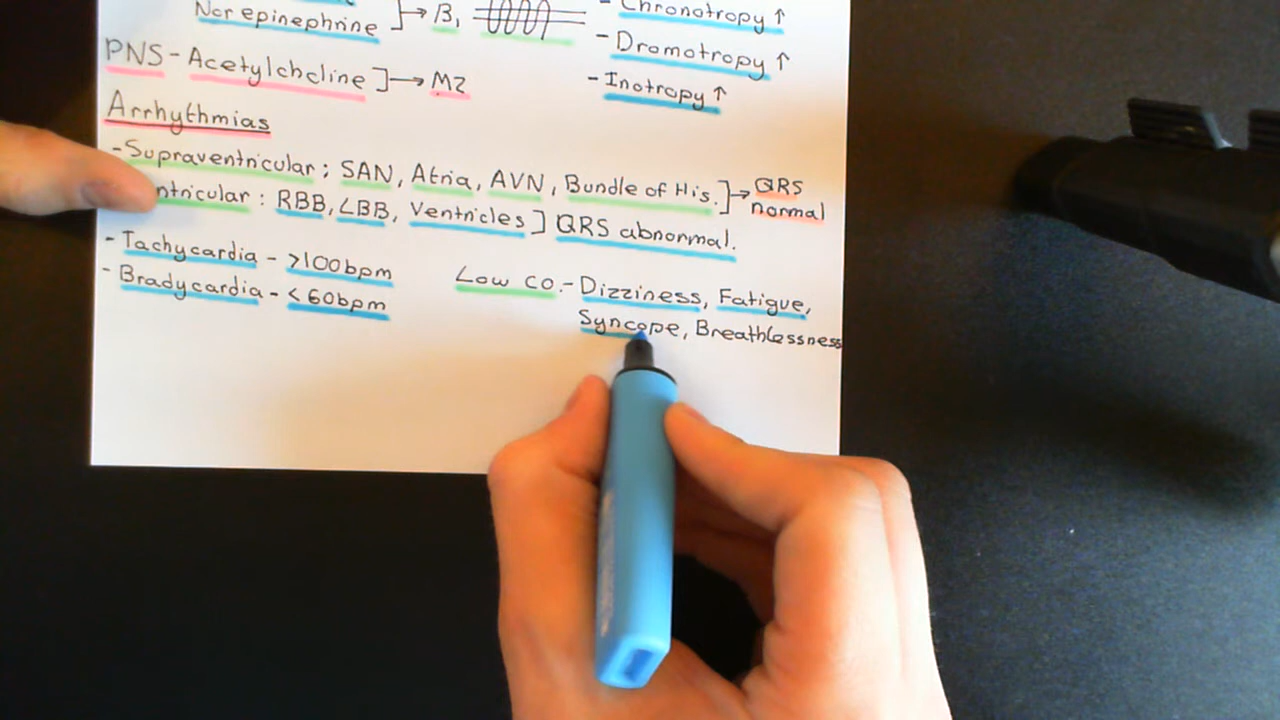 Norepinephrine ]→ β₁ - Chronotropy ↑
- Dromotropy ↑
PNS - Acetylcholine ]→ M2 - Inotropy ↑
Arrhythmias
- Supraventricular ; SAN, Atria, AVN, Bundle of His. ]→ QRS normal
ntricular : RBB, LBB, Ventricles ] QRS abnormal.
- Tachycardia - >100bpm
- Bradycardia - <60bpm
Low CO. - Dizziness, Fatigue,
Syncope, Breathlessness